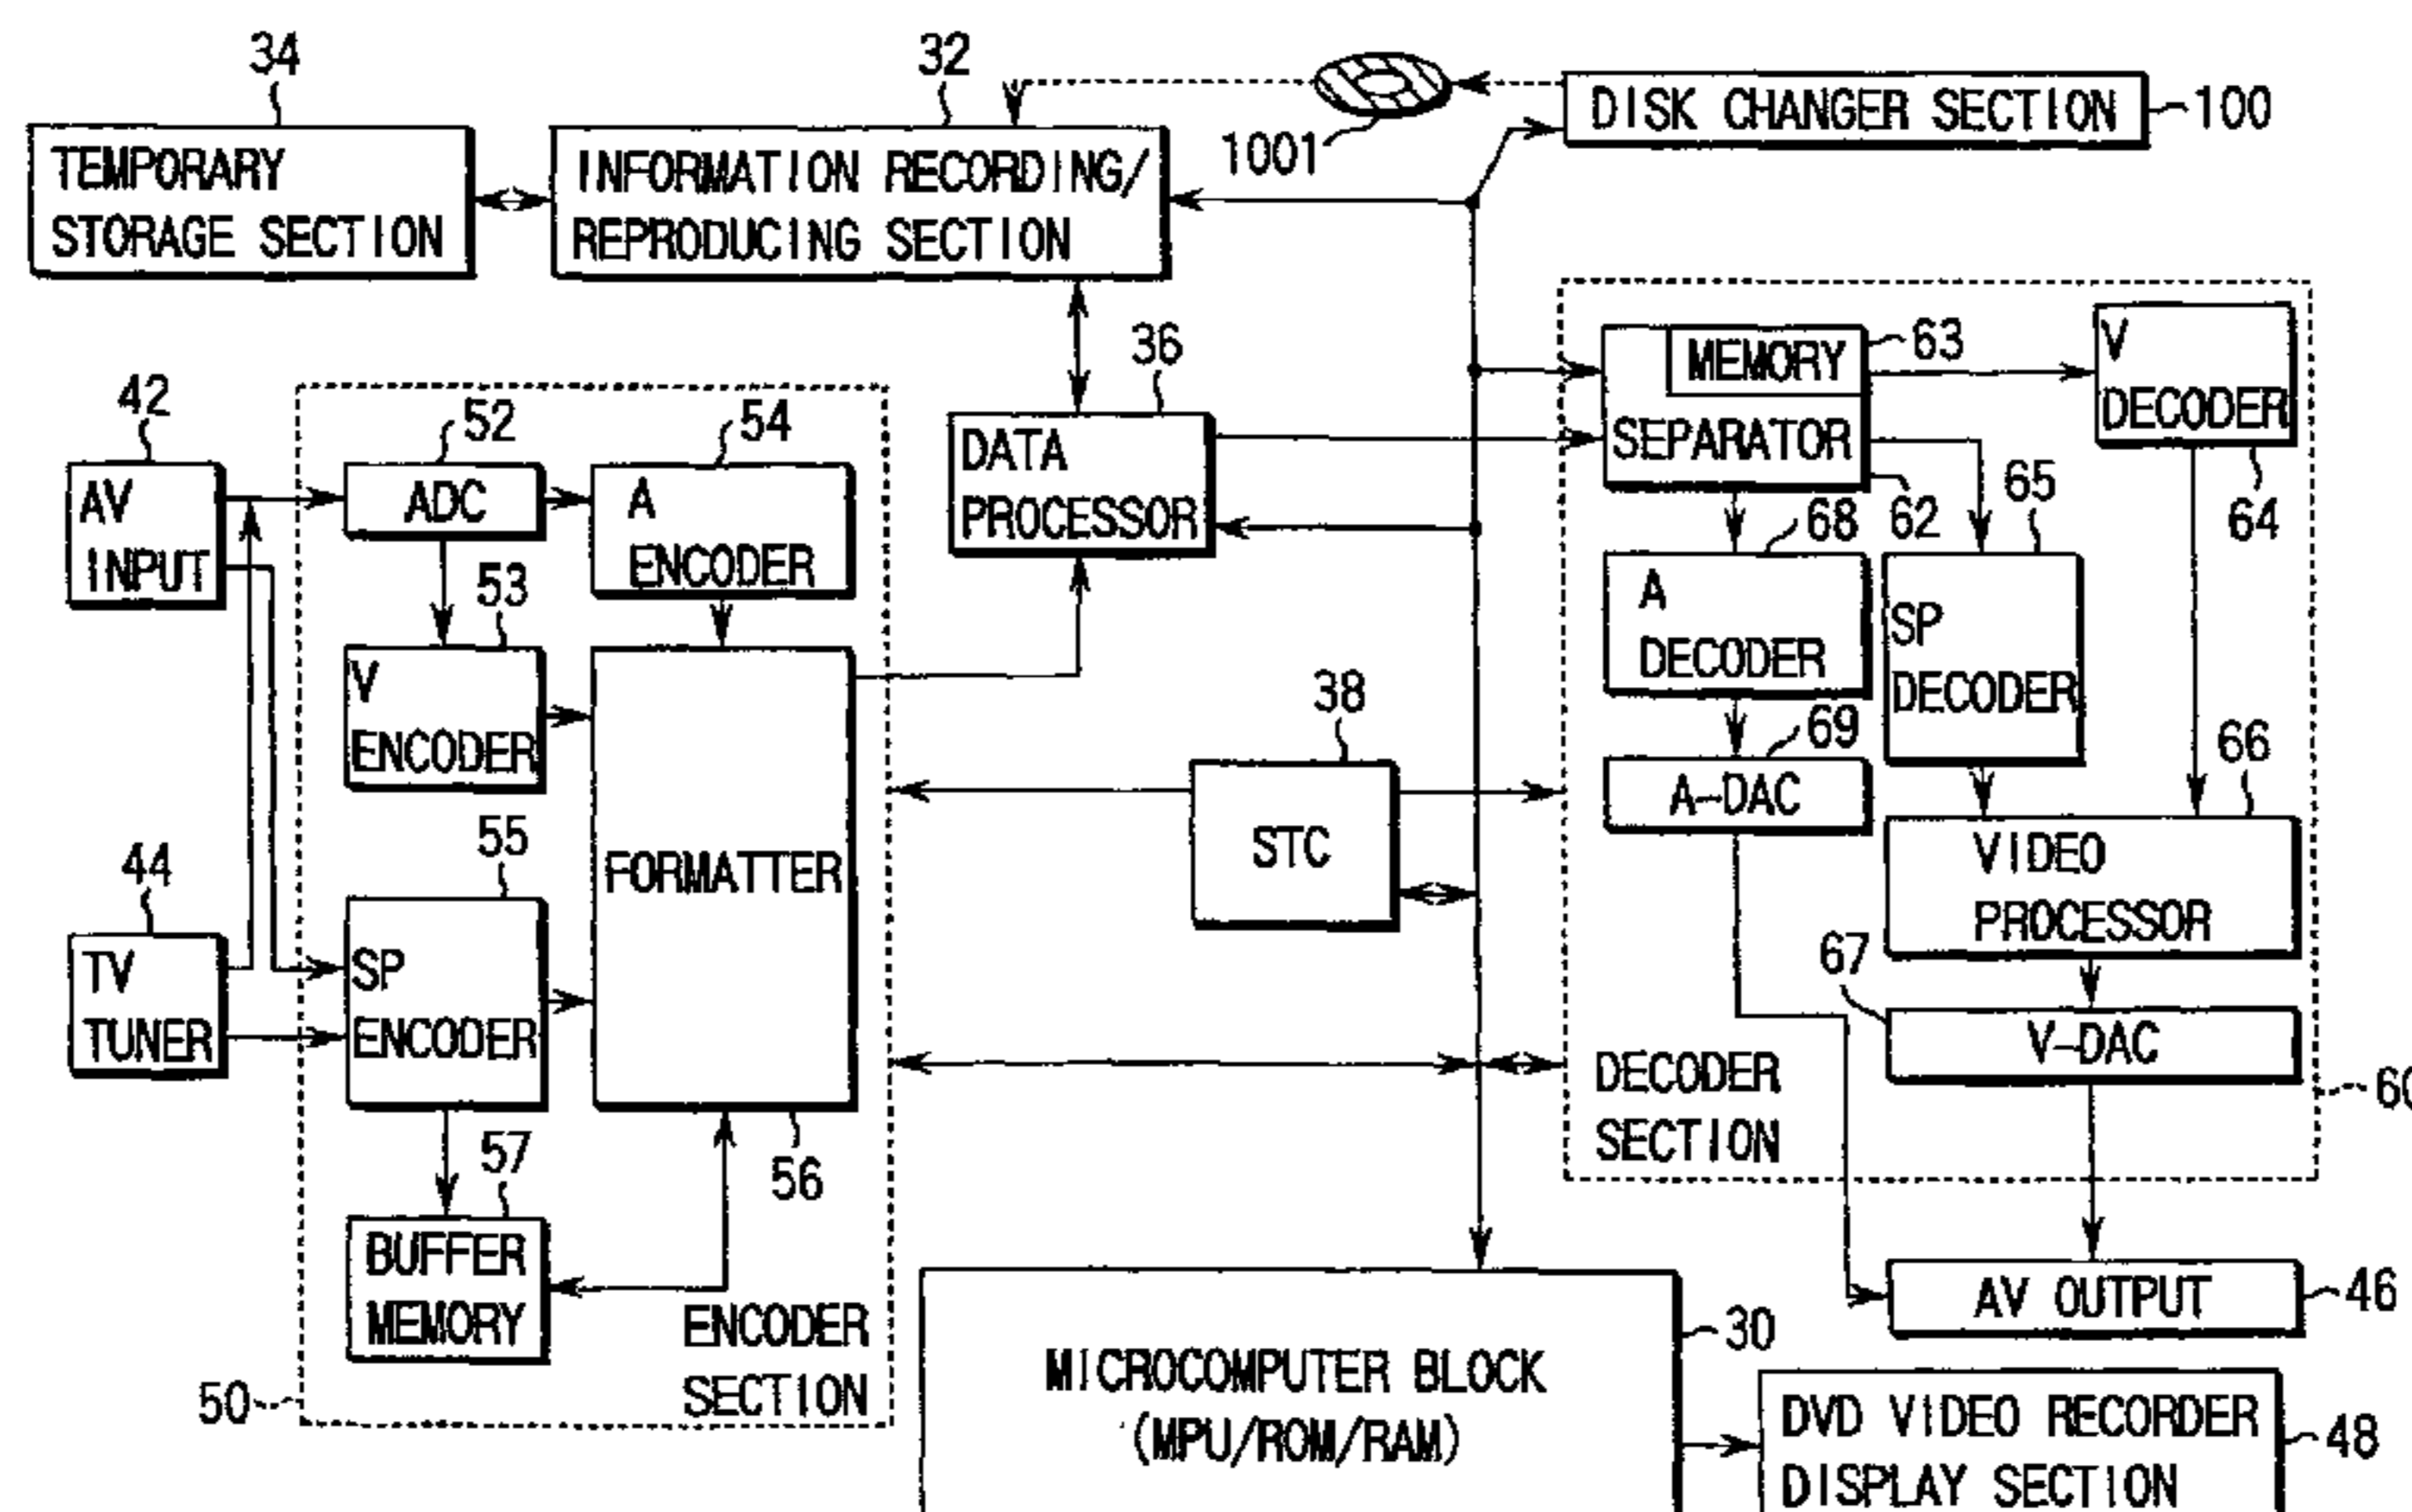 34
32
1001
DISK CHANGER SECTION
100
TEMPORARY
STORAGE SECTION
INFORMATION RECORDING/
REPRODUCING SECTION
42
AV
INPUT
44
TV
TUNER
52
ADC
54
A
ENCODER
53
V
ENCODER
55
SP
ENCODER
FORMATTER
56
57
BUFFER
MEMORY
ENCODER
SECTION
50
36
DATA
PROCESSOR
38
STC
MEMORY
63
SEPARATOR
62
V
DECODER
64
65
68
A
DECODER
SP
DECODER
69
A-DAC
66
VIDEO
PROCESSOR
67
V-DAC
DECODER
SECTION
AV OUTPUT
46
MICROCOMPUTER BLOCK
(MPU/ROM/RAM)
30
DVD VIDEO RECORDER
DISPLAY SECTION
48